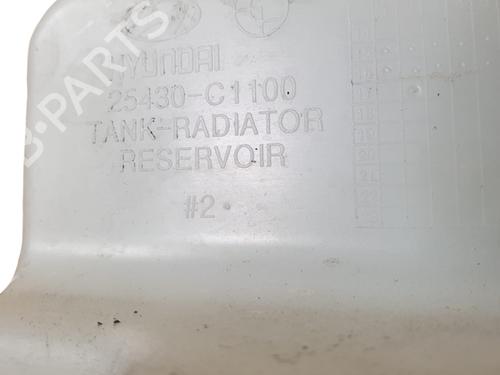 HYUNDAI
25430-C1100
TANK-RADIATOR
RESERVOIR
#2